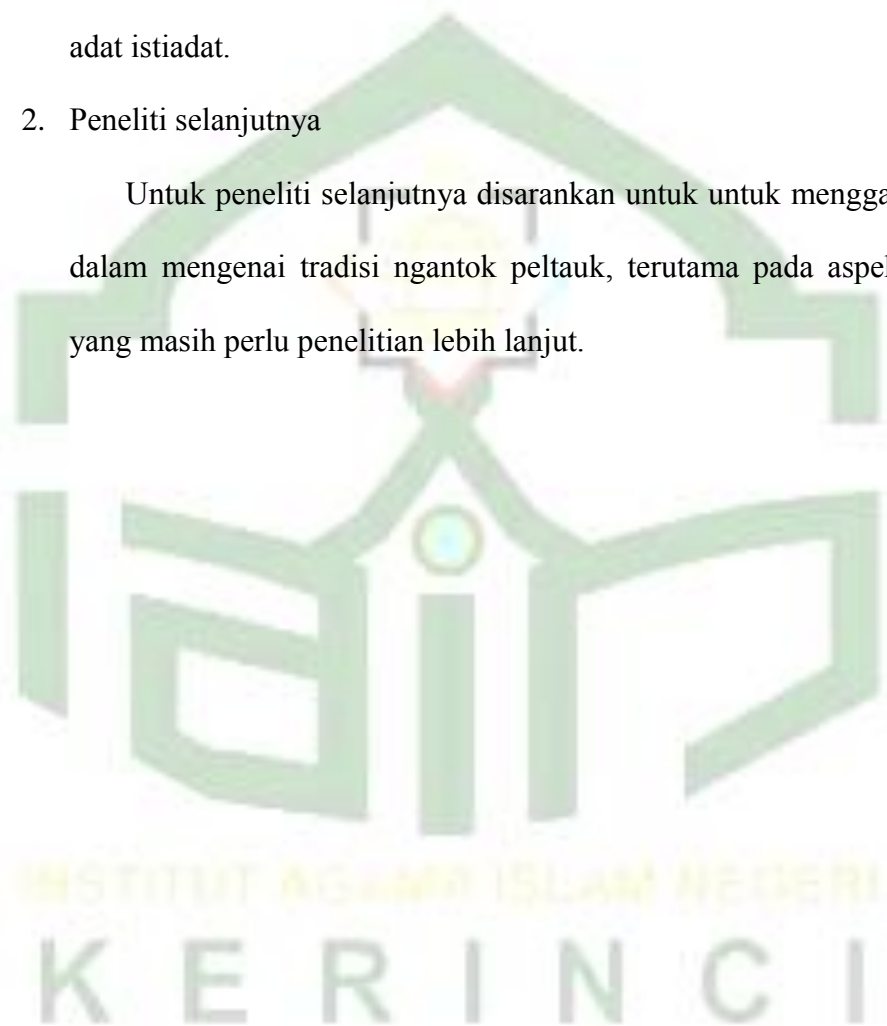 adat istiadat.
2. Peneliti selanjutnya
Untuk peneliti selanjutnya disarankan untuk untuk mengga
dalam mengenai tradisi ngantok peltauk, terutama pada aspe
yang masih perlu penelitian lebih lanjut.
INSTITUT AGAMA ISLAM NEGERI
K E R I N C I